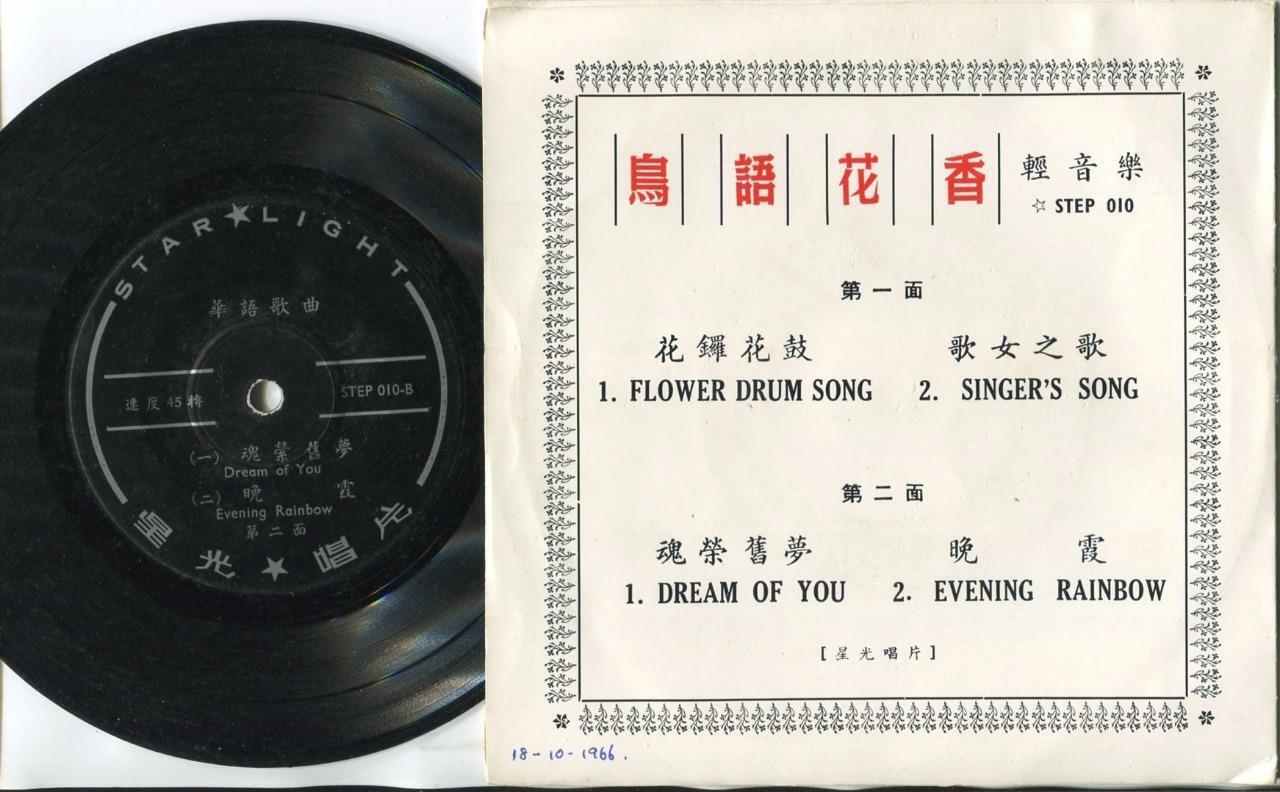 STAR★LIGHT
華語歌曲
速度45轉
STEP 010-B
(一) 魂縈舊夢
Dream of You
(二) 晚霞
Evening Rainbow
第二面
星光★唱片
鳥語花香
輕音樂
☆ STEP 010
第一面
花鑼花鼓 歌女之歌
1. FLOWER DRUM SONG 2. SINGER'S SONG
第二面
魂榮舊夢 晚霞
1. DREAM OF YOU 2. EVENING RAINBOW
[星光唱片]
18-10-1966.